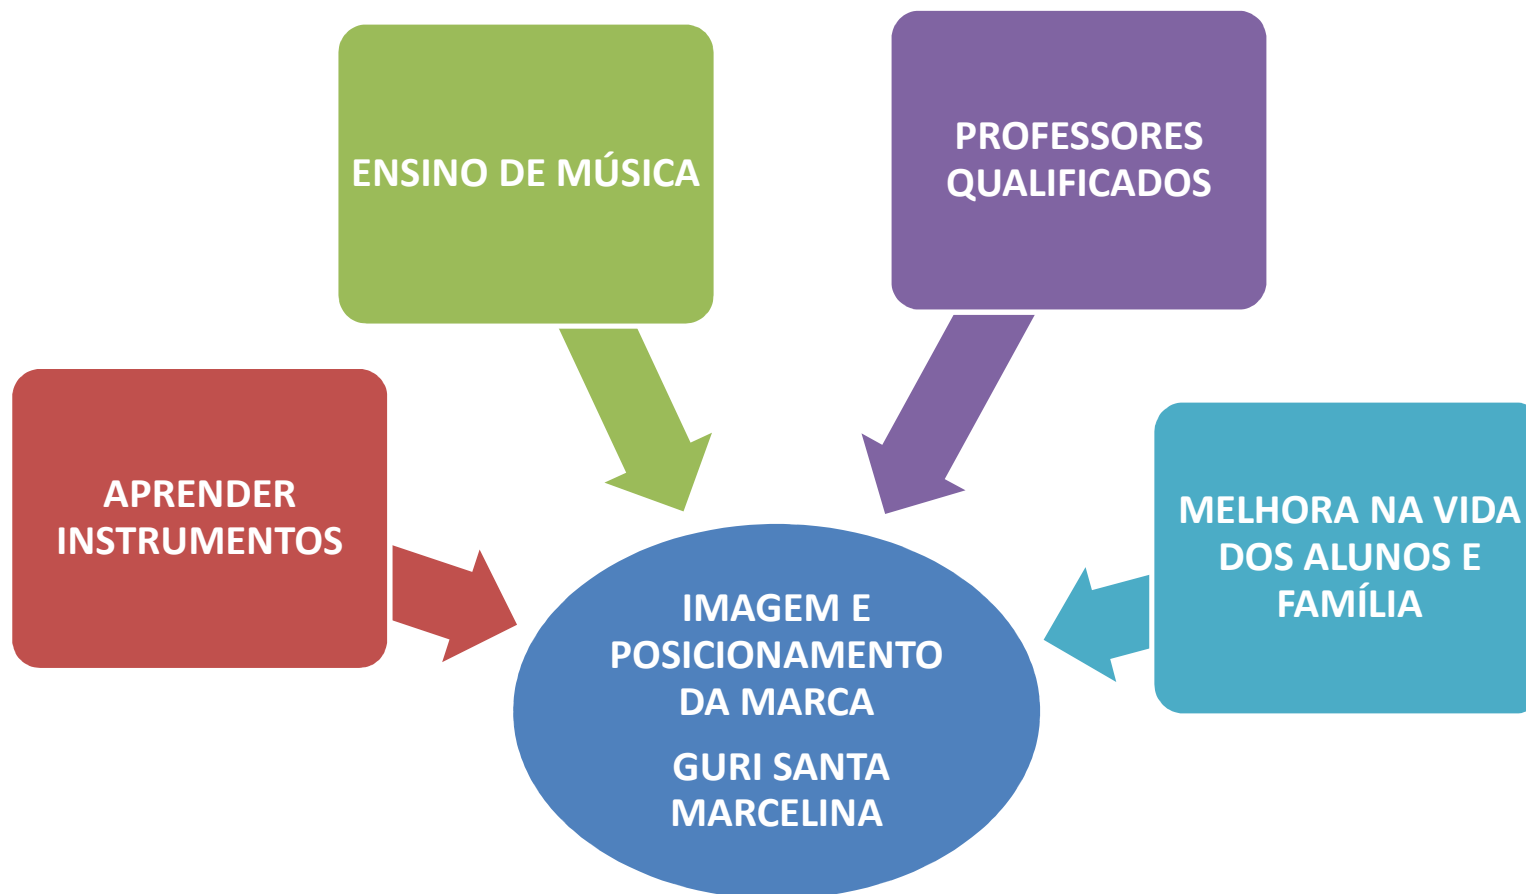 ENSINO DE MÚSICA
PROFESSORES
QUALIFICADOS
APRENDER
INSTRUMENTOS
MELHORA NA VIDA
DOS ALUNOS E
FAMÍLIA
IMAGEM E
POSICIONAMENTO
DA MARCA
GURI SANTA
MARCELINA